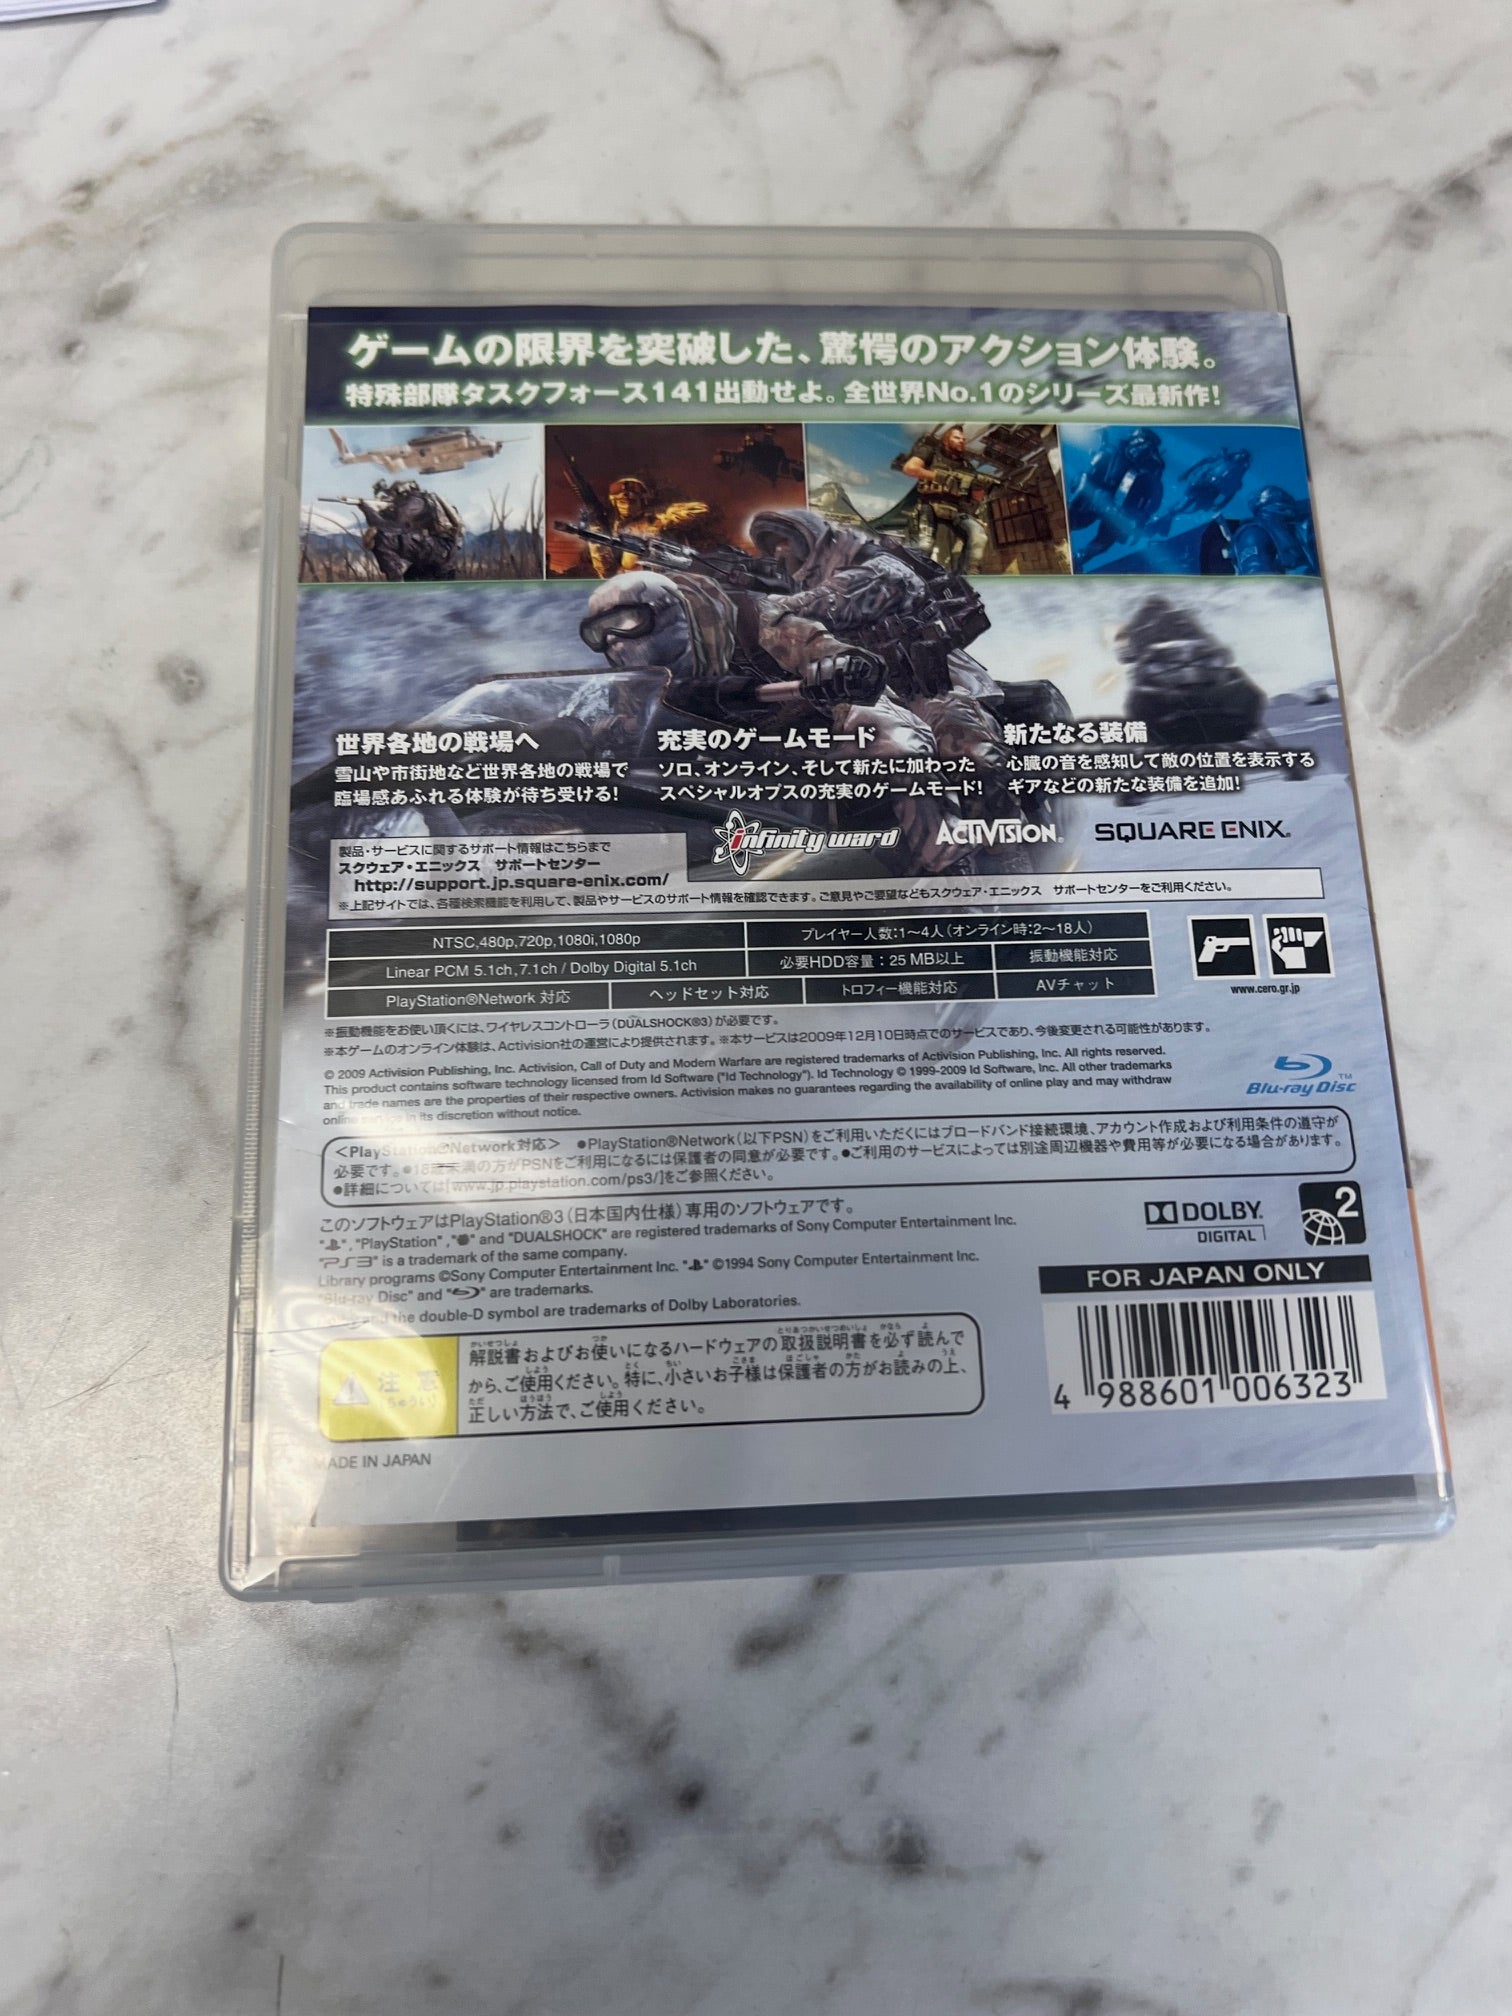 ゲームの限界を突破した、驚愕のアクション体験。
特殊部隊タスクフォース141出動せよ。全世界No.1のシリーズ最新作!
世界各地の戦場へ
雪山や市街地など世界各地の戦場で
臨場感あふれる体験が待ち受ける!
充実のゲームモード
ソロ、オンライン、そして新たに加わった
スペシャルオプスの充実のゲームモード!
新たなる装備
心臓の音を感知して敵の位置を表示する
ギアなどの新たな装備を追加!
infinity ward ACTIVISION. SQUARE ENIX.
製品・サービスに関するサポート情報はこちらまで
スクウェア・エニックス サポートセンター
http://support.jp.square-enix.com/
※上記サイトでは、各種検索機能を利用して、製品やサービスのサポート情報を確認できます。ご意見やご要望などもスクウェア・エニックス サポートセンターをご利用ください。
NTSC,480p,720p,1080i,1080p
プレイヤー人数:1〜4人(オンライン時:2〜18人)
Linear PCM 5.1ch,7.1ch / Dolby Digital 5.1ch
必要HDD容量:25 MB以上
振動機能対応
PlayStation®Network 対応
ヘッドセット対応
トロフィー機能対応
AVチャット
www.cero.gr.jp
※振動機能をお使い頂くには、ワイヤレスコントローラ(DUALSHOCK®3)が必要です。
※本ゲームのオンライン体験は、Activision社の運営により提供されます。※本サービスは2009年12月10日時点でのサービスであり、今後変更される可能性があります。
© 2009 Activision Publishing, Inc. Activision, Call of Duty and Modern Warfare are registered trademarks of Activision Publishing, Inc. All rights reserved.
This product contains software technology licensed from Id Software ("Id Technology"). Id Technology © 1999-2009 Id Software, Inc. All other trademarks
and trade names are the properties of their respective owners. Activision makes no guarantees regarding the availability of online play and may withdraw
online service in its discretion without notice.
Blu-ray Disc™
<PlayStation®Network対応> ●PlayStation®Network(以下PSN)をご利用いただくにはブロードバンド接続環境、アカウント作成および利用条件の遵守が
必要です。●18歳未満の方がPSNをご利用になるには保護者の同意が必要です。●ご利用のサービスによっては別途周辺機器や費用等が必要になる場合があります。
●詳細については[www.jp.playstation.com/ps3/]をご参照ください。
このソフトウェアはPlayStation®3(日本国内仕様)専用のソフトウェアです。
"", "PlayStation", "" and "DUALSHOCK" are registered trademarks of Sony Computer Entertainment Inc.
"PS3" is a trademark of the same company.
Library programs ©Sony Computer Entertainment Inc. "" ©1994 Sony Computer Entertainment Inc.
"Blu-ray Disc" and "" are trademarks.
and the double-D symbol are trademarks of Dolby Laboratories.
DOLBY
DIGITAL
2
FOR JAPAN ONLY
4 988601 006323
注意
ちゅうい
解説書およびお使いになるハードウェアの取扱説明書を必ず読んで
から、ご使用ください。特に、小さいお子様は保護者の方がお読みの上、
正しい方法で、ご使用ください。
MADE IN JAPAN